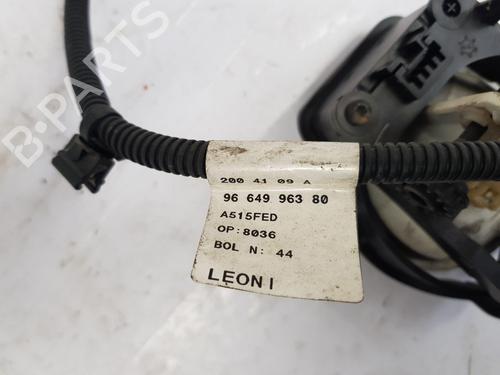 B-PARTS
200 41 09 A
96 649 963 80
A515FED
OP:8036
BOL N: 44
LEONI